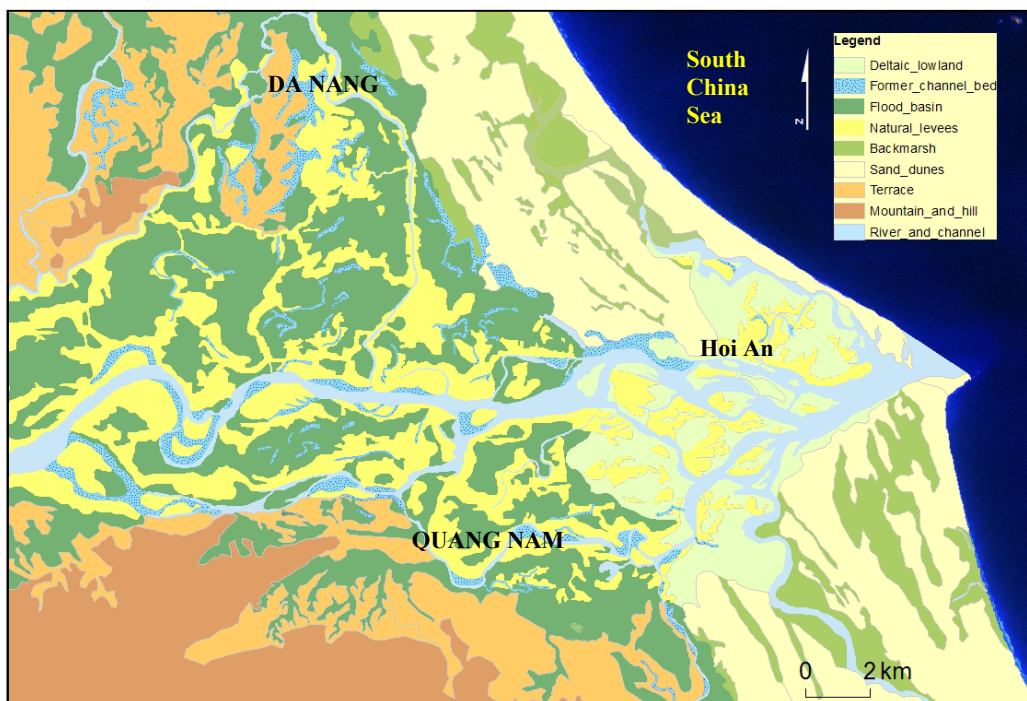 DA NANG
South
China
Sea
N
Legend
Deltaic_lowland
Former_channel_bed
Flood_basin
Natural_levees
Backmarsh
Sand_dunes
Terrace
Mountain_and_hill
River_and_channel
Hoi An
QUANG NAM
0 2 km